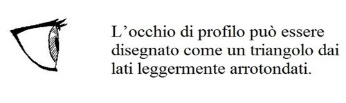 L'occhio di profilo può essere
disegnato come un triangolo dai
lati leggermente arrotondati.